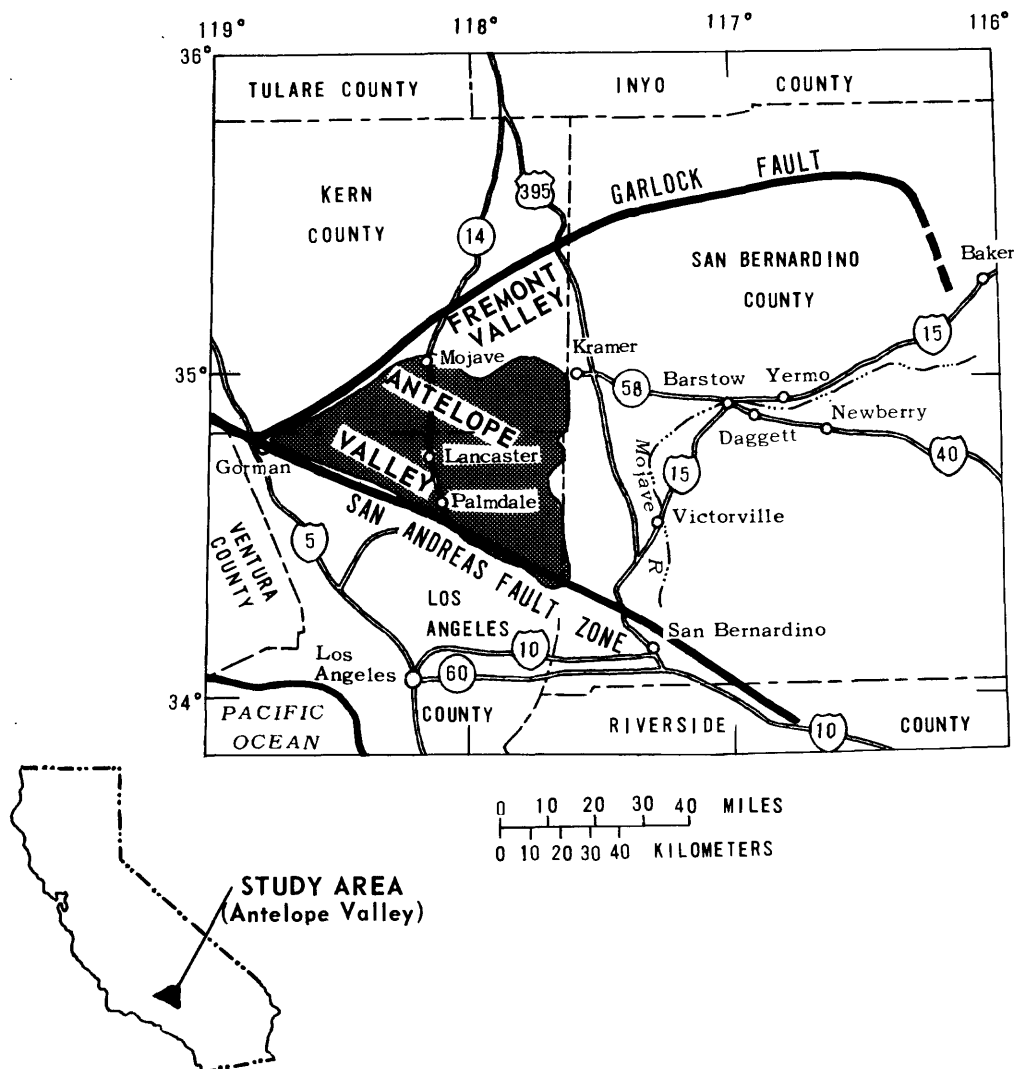 119°
118°
117°
116°
36°
TULARE COUNTY
INYO COUNTY
KERN
COUNTY
395
14
GARLOCK FAULT
SAN BERNARDINO
COUNTY
Baker
FREMONT
VALLEY
15
Mojave
Kramer
35°
58
Barstow
Yermo
ANTELOPE
VALLEY
Daggett
Newberry
40
Gorman
Lancaster
Palmdale
Mojave R
15
Victorville
SAN ANDREAS FAULT ZONE
5
VENTURA
COUNTY
LOS
ANGELES
COUNTY
10
San Bernardino
Los
Angeles
60
34°
PACIFIC
OCEAN
RIVERSIDE COUNTY
10
0 10 20 30 40 MILES
0 10 20 30 40 KILOMETERS
STUDY AREA
(Antelope Valley)